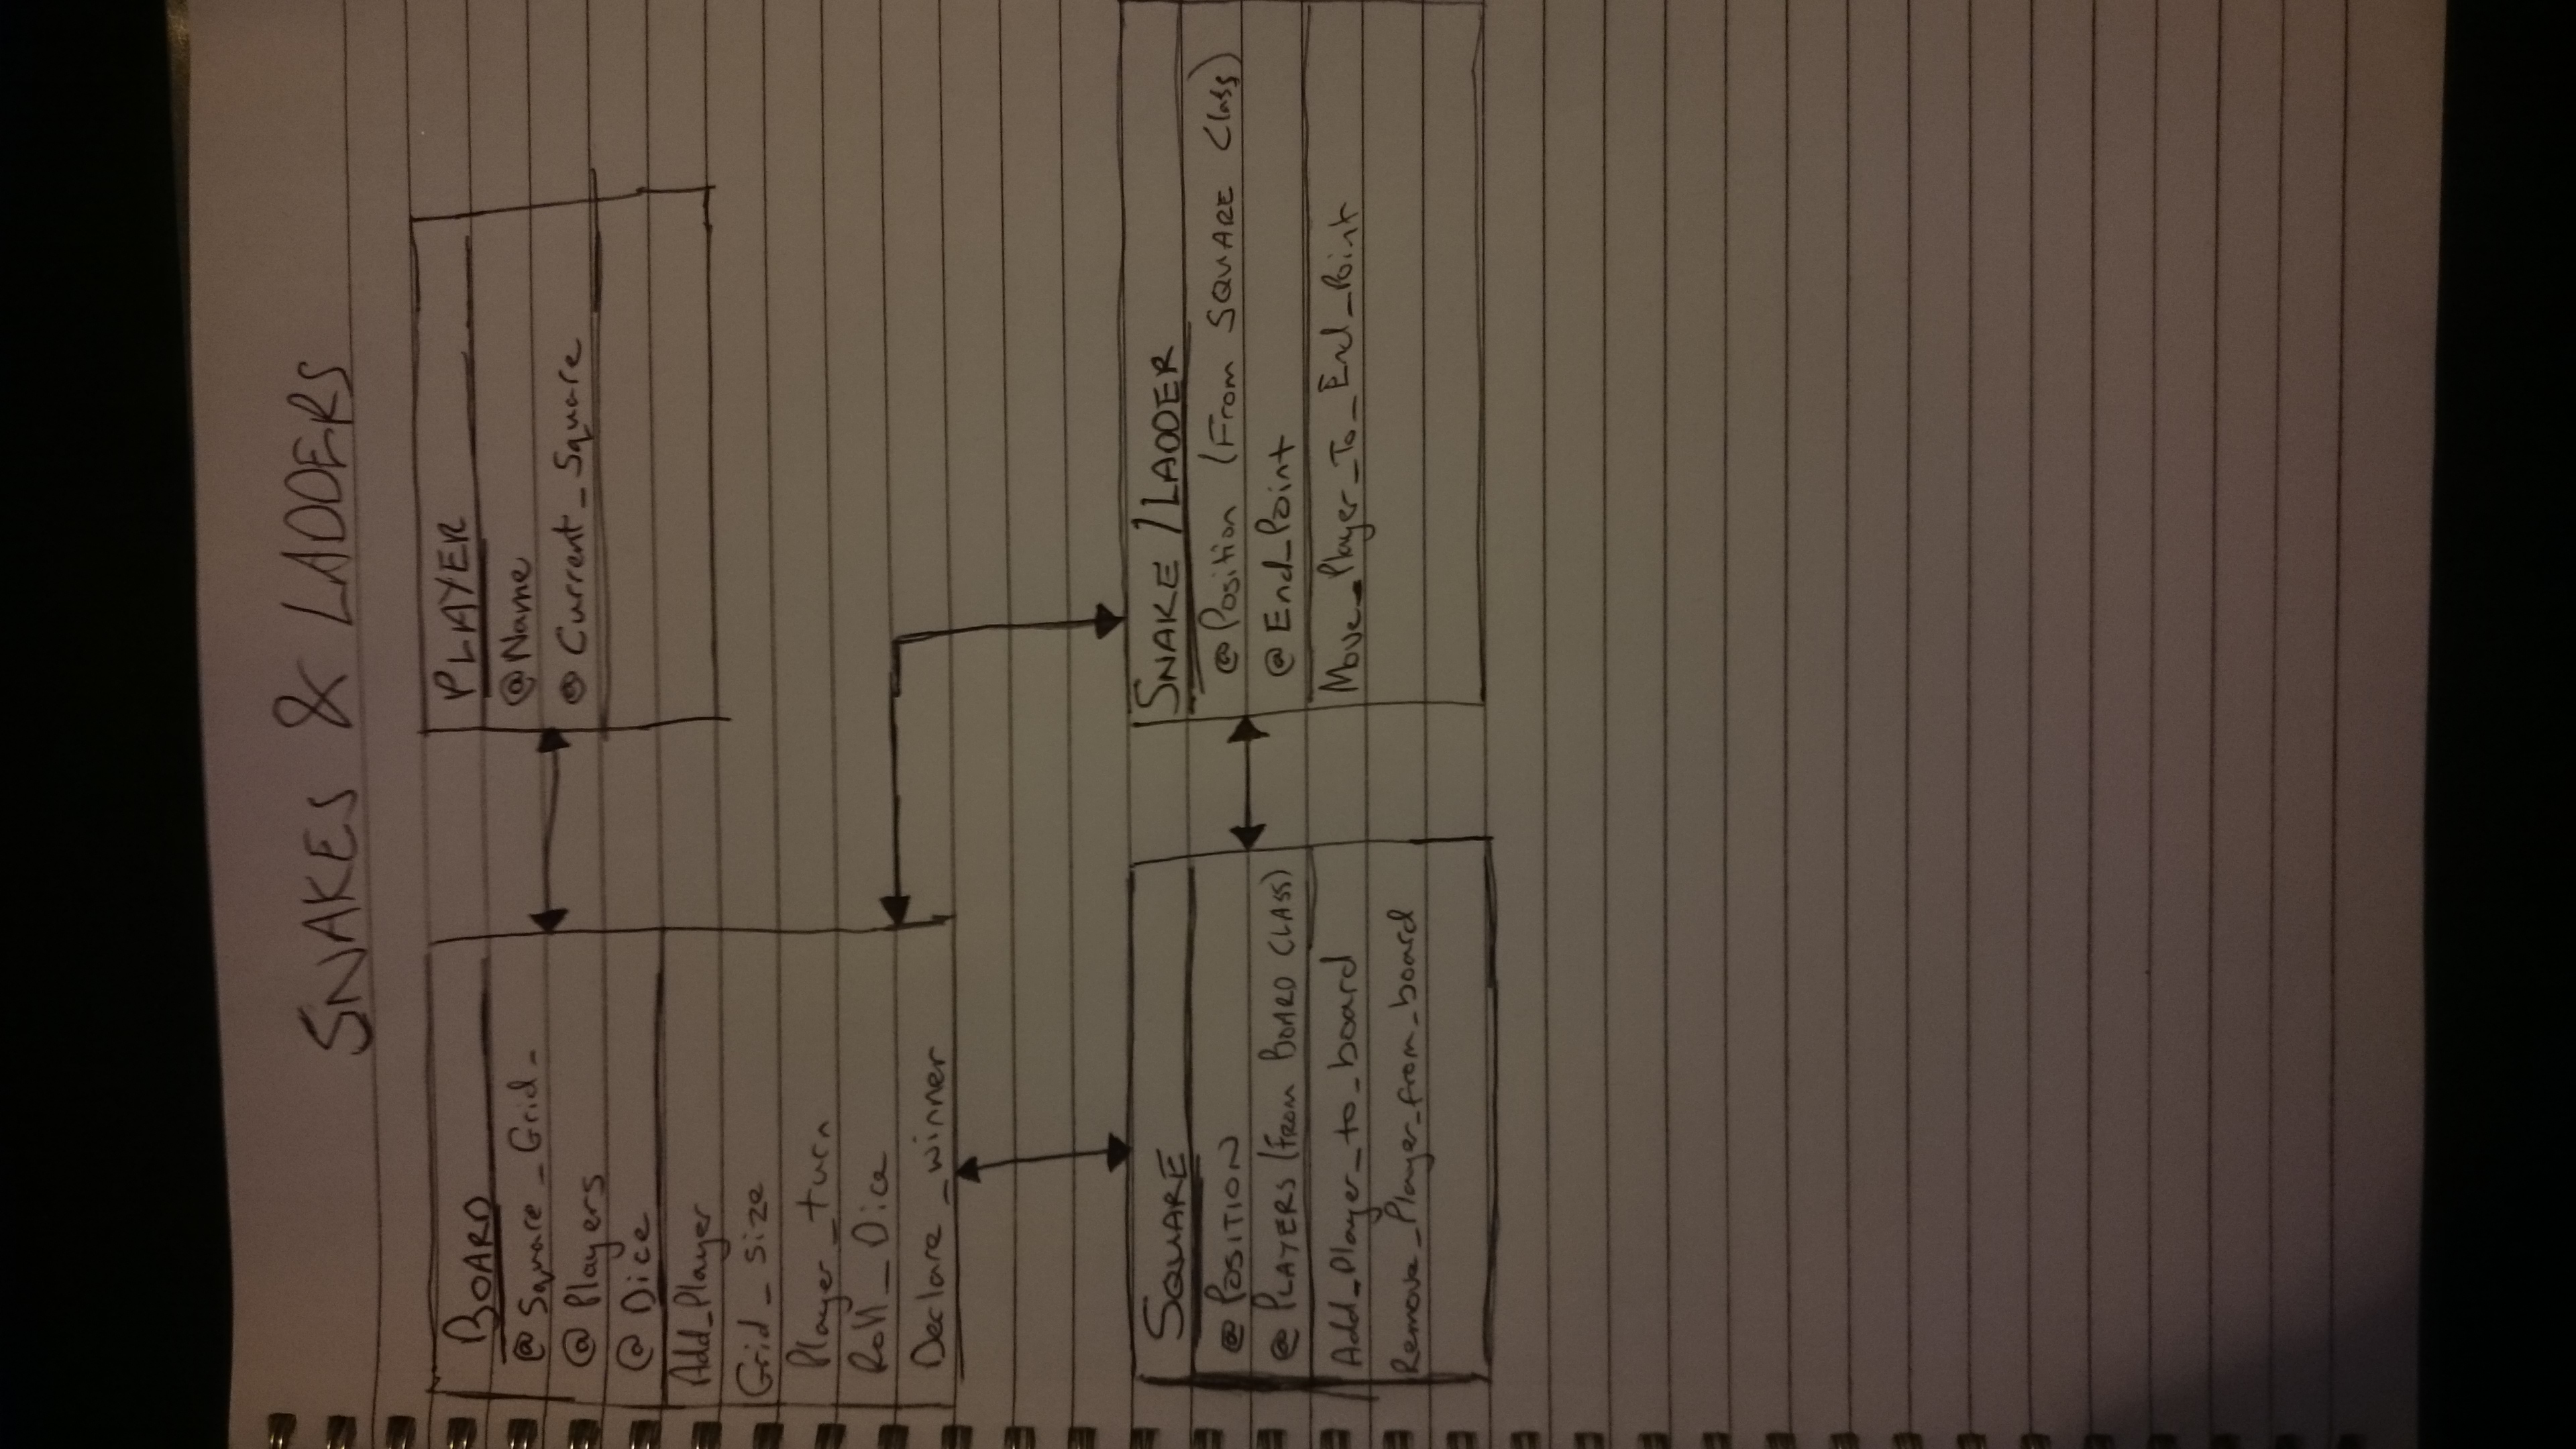 SNAKES & LADDERS
BOARD
@ Square_Grid_
@ Players
@ Dice
Add_Player
Grid_size
Player_turn
Roll_Dice
Declare_winner
PLAYER
@ Name
@ Current_Square
SQUARE
@ POSITION
@ PLAYERS (FROM BOARD CLASS)
Add_Player_to_board
Remove_Player_from_board
SNAKE/LADDER
@ Position (From SQUARE Class)
@ End_Point
Move_Player_To_End_Point